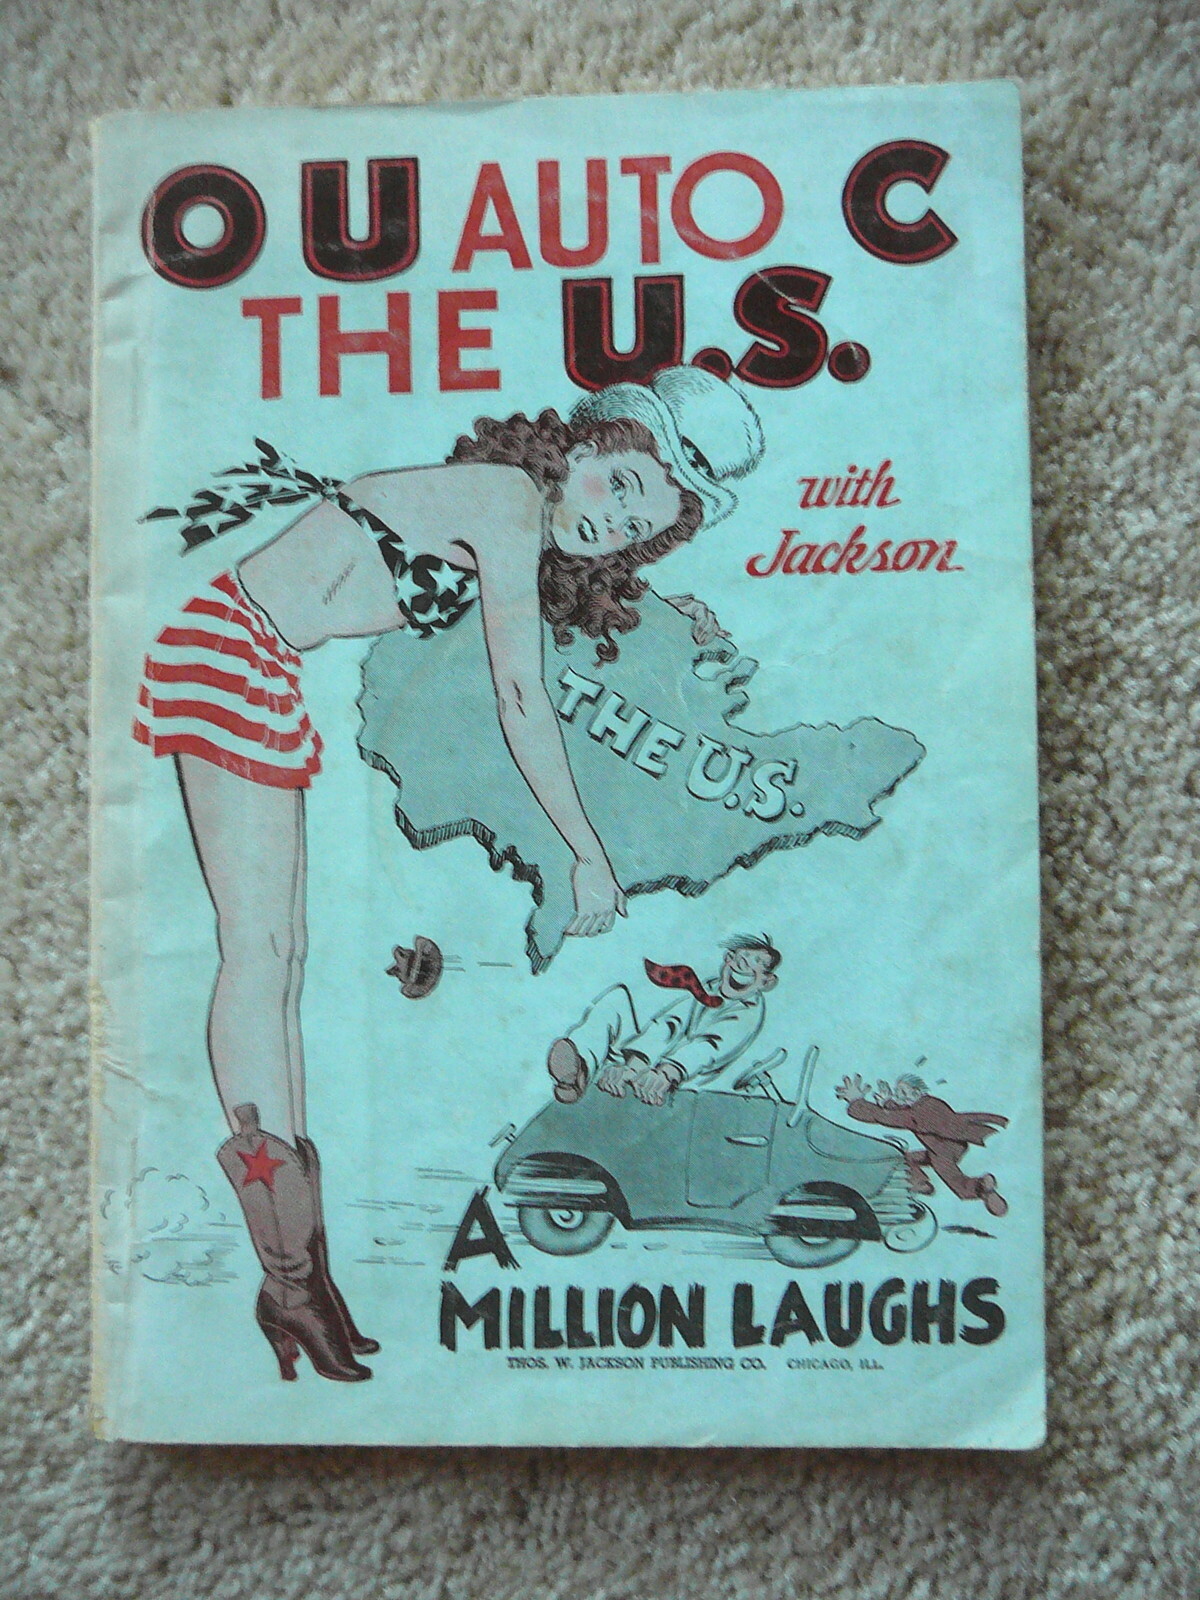 O U AUTO C
THE U.S.
with
Jackson
THE U.S.
A
MILLION LAUGHS
THOS. W. JACKSON PUBLISHING CO. CHICAGO, ILL.